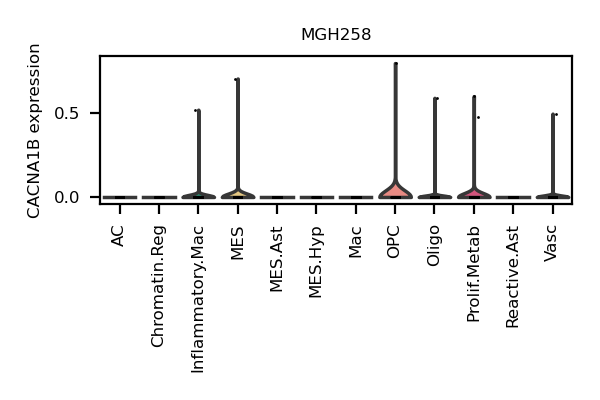 MGH258
CACNA1B expression
0.5
0.0
AC
Chromatin.Reg
Inflammatory.Mac
MES
MES.Ast
MES.Hyp
Mac
OPC
Oligo
Prolif.Metab
Reactive.Ast
Vasc